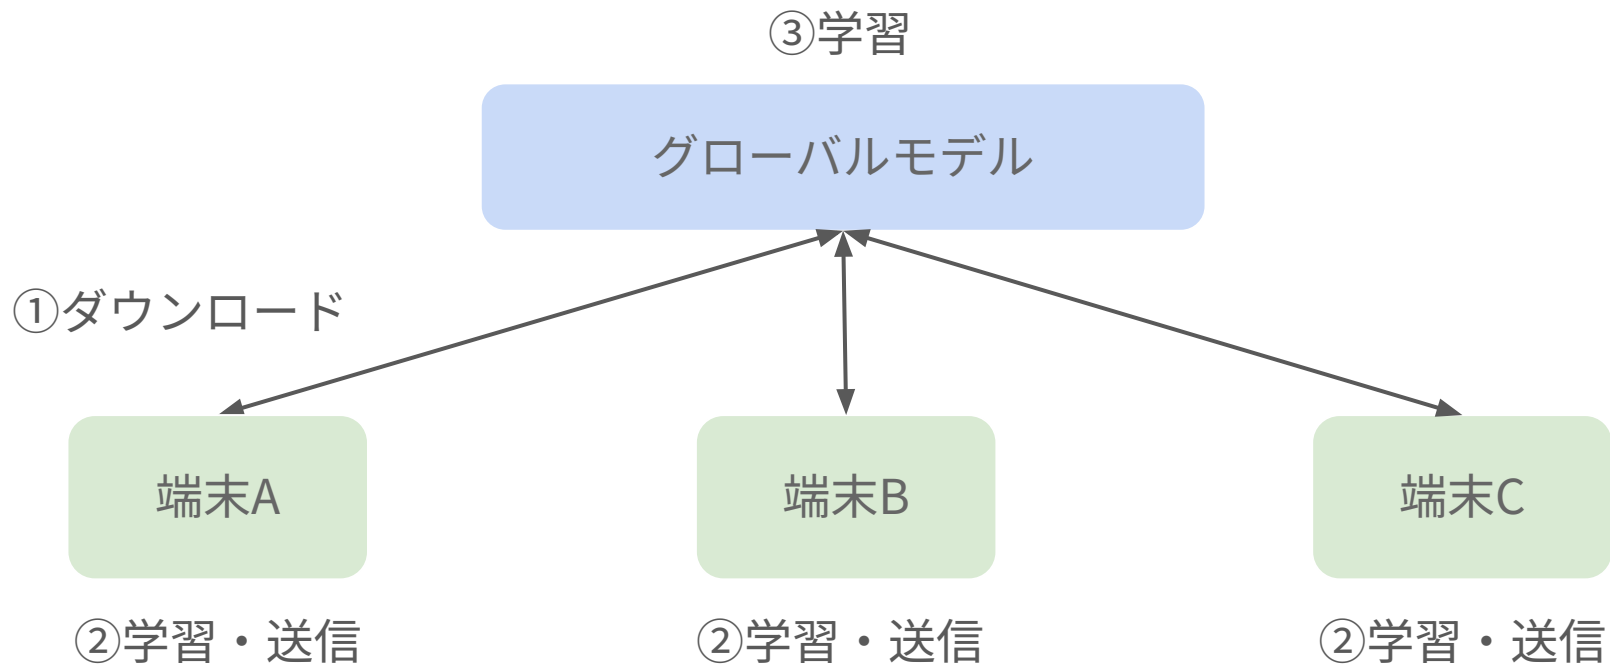 ③学習
グローバルモデル
①ダウンロード
端末A
端末B
端末C
②学習・送信
②学習・送信
②学習・送信